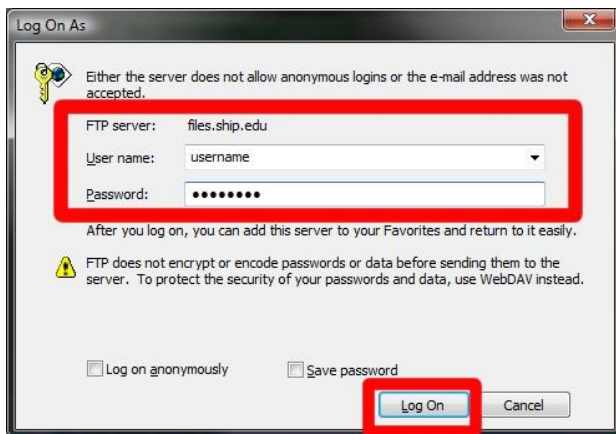 Log On As
Either the server does not allow anonymous logins or the e-mail address was not
accepted.
FTP server: files.ship.edu
User name: username
Password: ••••••••
After you log on, you can add this server to your Favorites and return to it easily.
FTP does not encrypt or encode passwords or data before sending them to the
server. To protect the security of your passwords and data, use WebDAV instead.
Log on anonymously Save password
Log On Cancel